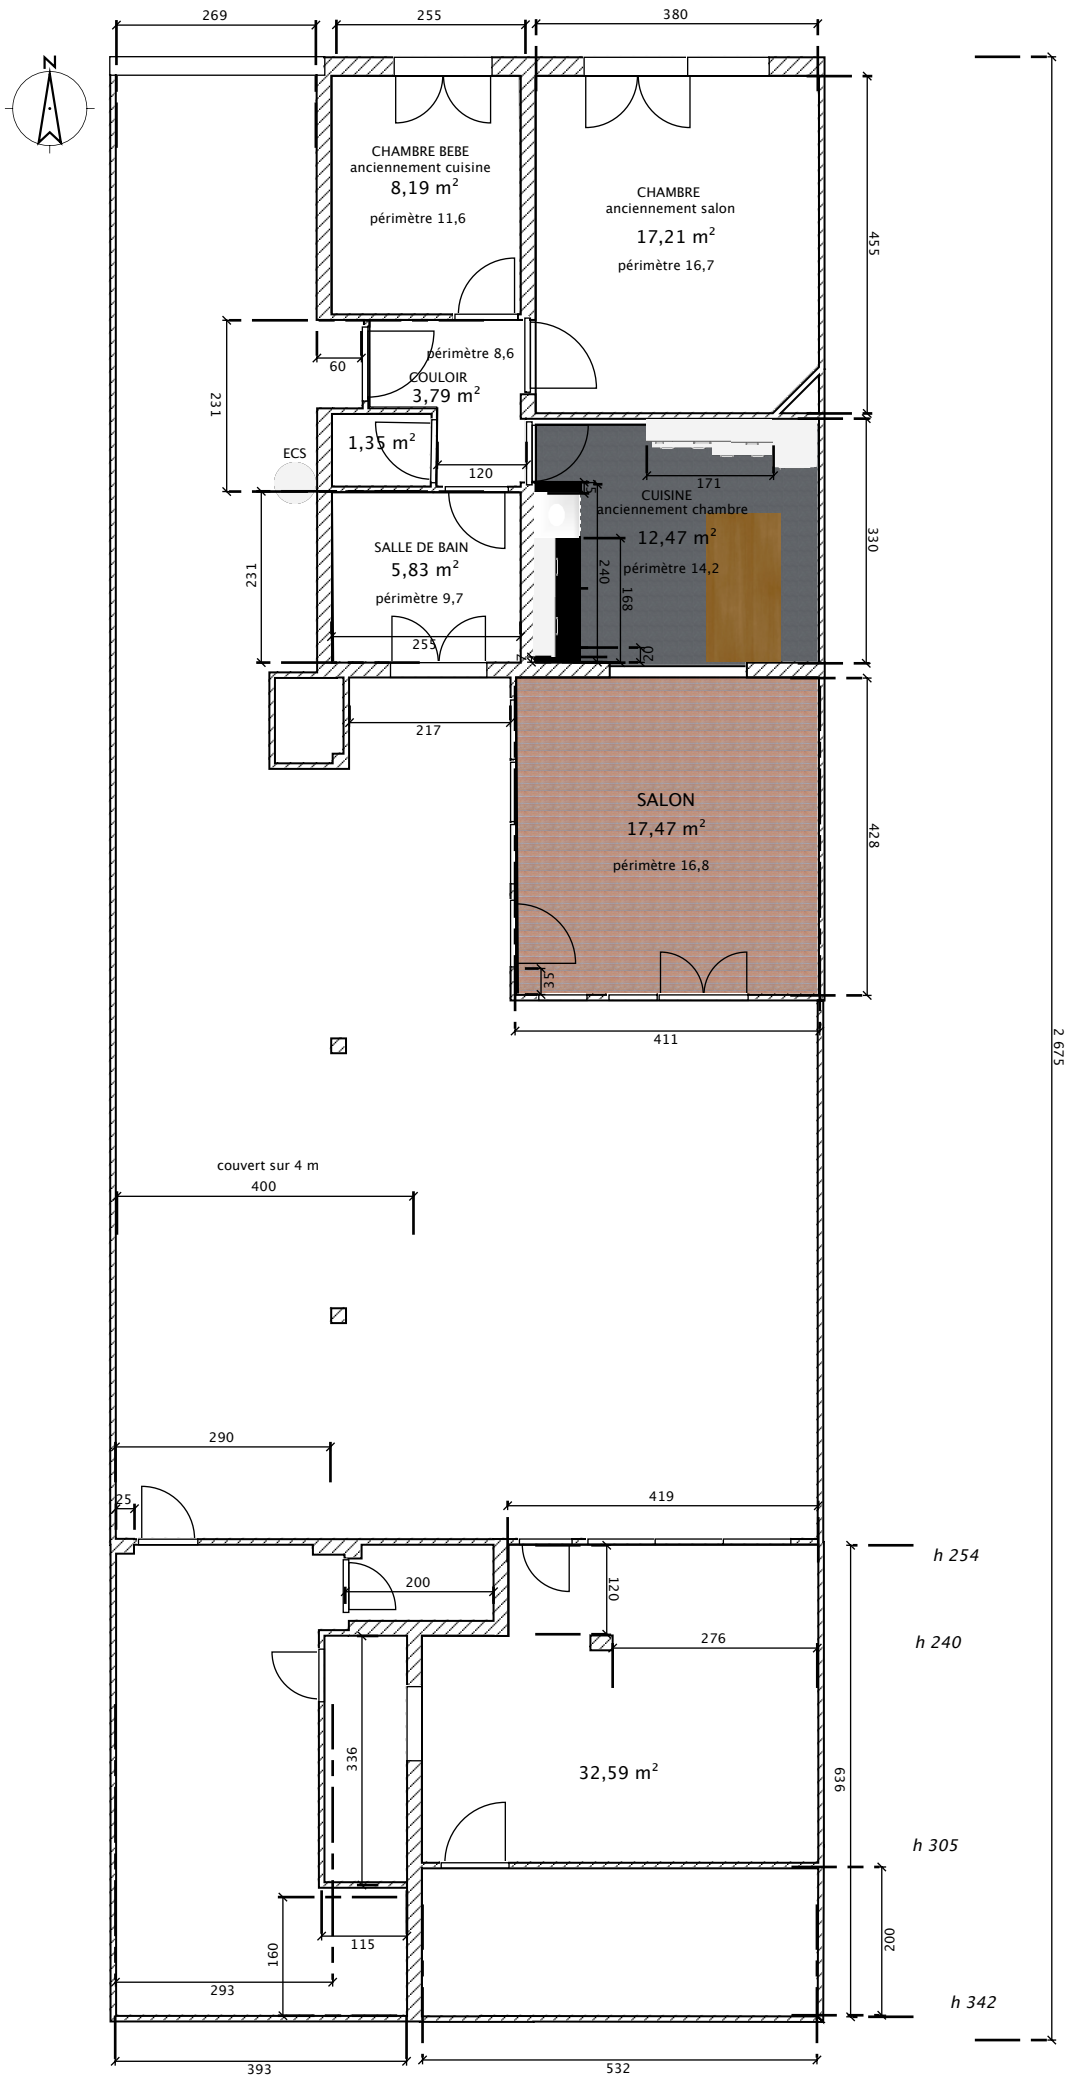 269
255
380
N
CHAMBRE BEBE
anciennement cuisine
8,19 m²
périmètre 11,6
CHAMBRE
anciennement salon
17,21 m²
périmètre 16,7
455
60
231
périmètre 8,6
COULOIR
3,79 m²
1,35 m²
ECS
120
171
CUISINE
anciennement chambre
12,47 m²
périmètre 14,2
330
240
168
20
SALLE DE BAIN
5,83 m²
périmètre 9,7
231
255
217
SALON
17,47 m²
périmètre 16,8
428
35
411
2 675
couvert sur 4 m
400
290
25
419
h 254
200
120
h 240
276
336
32,59 m²
636
h 305
115
160
293
200
h 342
393
532